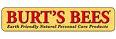 BURT'S BEES®
Earth Friendly Natural Personal Care Products